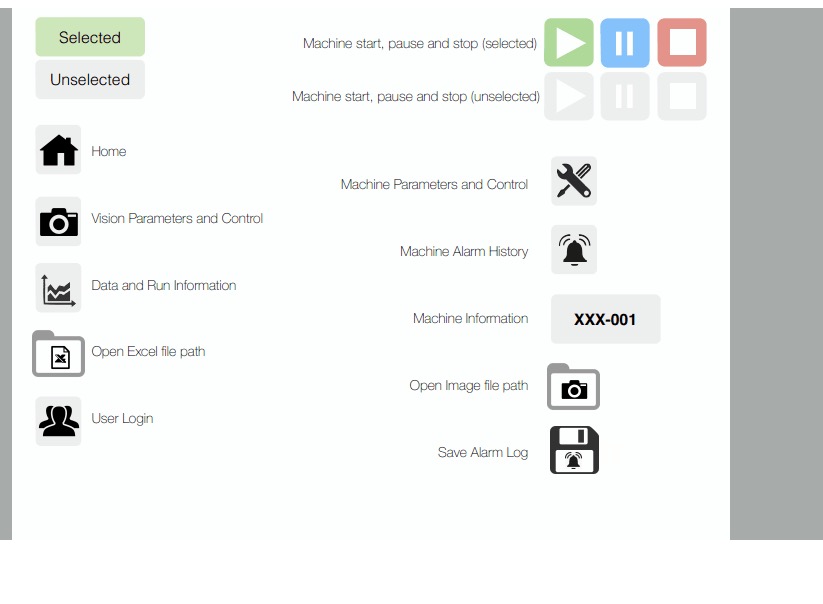 Selected
Unselected
Machine start, pause and stop (selected)
Machine start, pause and stop (unselected)
Home
Vision Parameters and Control
Data and Run Information
Open Excel file path
User Login
Machine Parameters and Control
Machine Alarm History
Machine Information
XXX-001
Open Image file path
Save Alarm Log